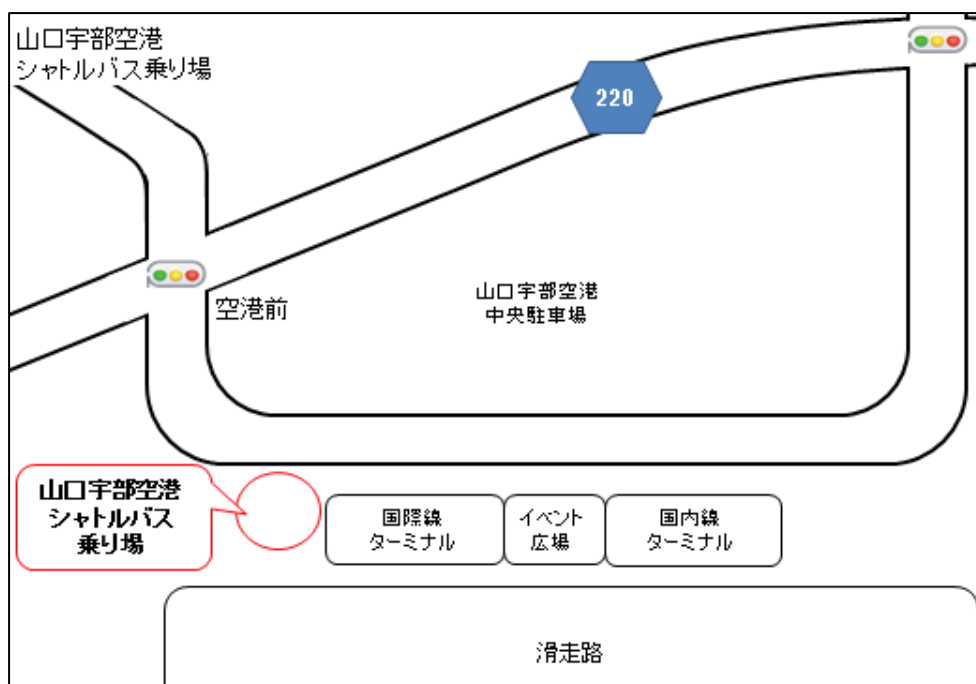 山口宇部空港
シャトルバス乗り場
220
空港前
山口宇部空港
中央駐車場
山口宇部空港
シャトルバス
乗り場
国際線
ターミナル
イベント
広場
国内線
ターミナル
滑走路